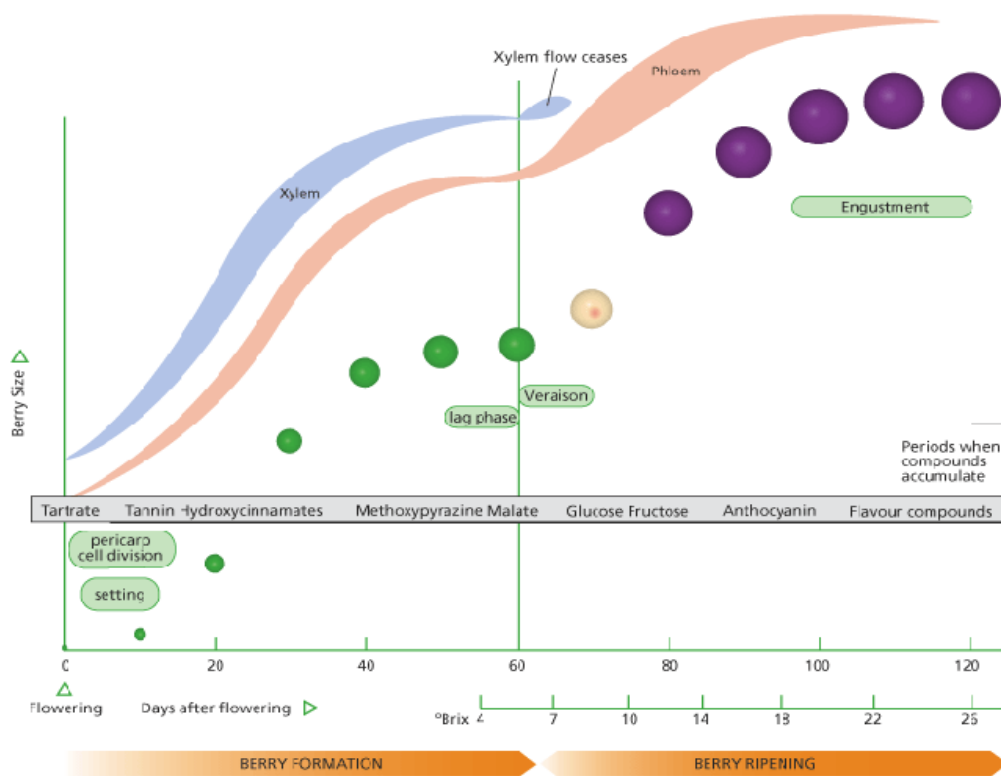 Xylem flow ceases
Phloem
Xylem
Engustment
Veraison
lag phase
Berry Size
Periods when
compounds
accumulate
Tartrate Tannin Hydroxycinnamates Methoxypyrazine Malate Glucose Fructose Anthocyanin Flavour compounds
pericarp
cell division
setting
0 20 40 60 80 100 120
Flowering Days after flowering
°Brix 4 7 10 14 18 22 26
BERRY FORMATION BERRY RIPENING